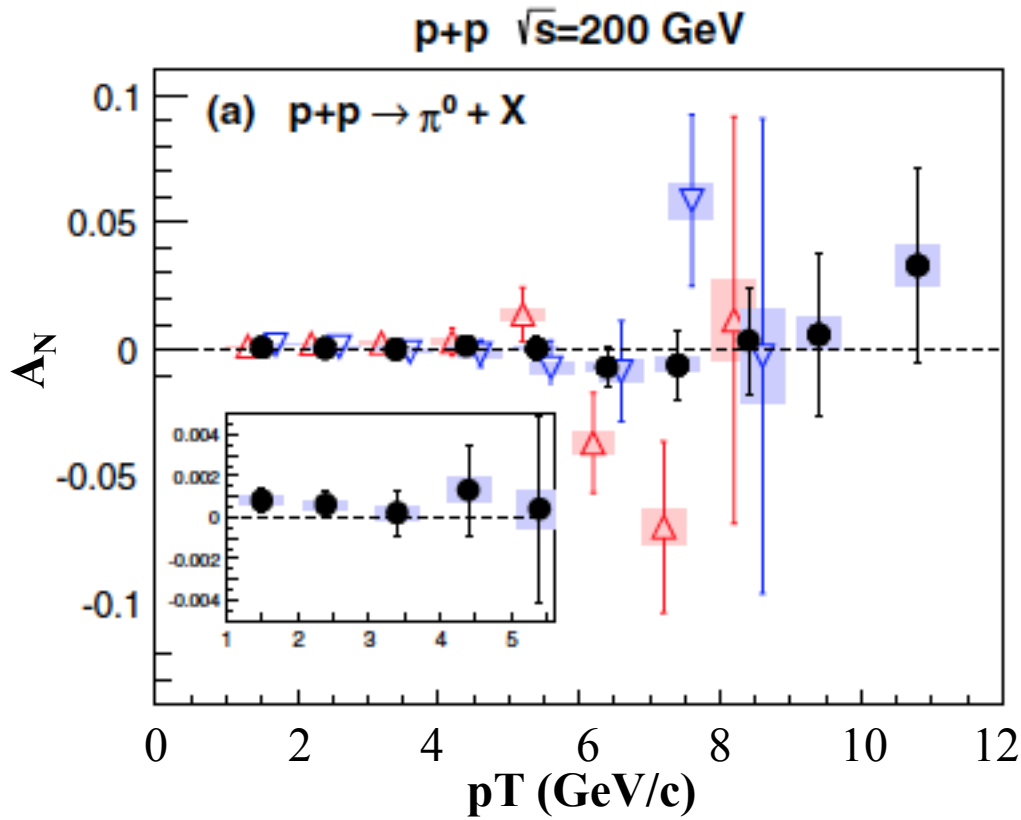 p+p √s=200 GeV
(a) p+p → π⁰ + X
0.1
0.05
0
-0.05
-0.1
A_N
0.004
0.002
0
-0.002
-0.004
1 2 3 4 5
0 2 4 6 8 10 12
pT (GeV/c)